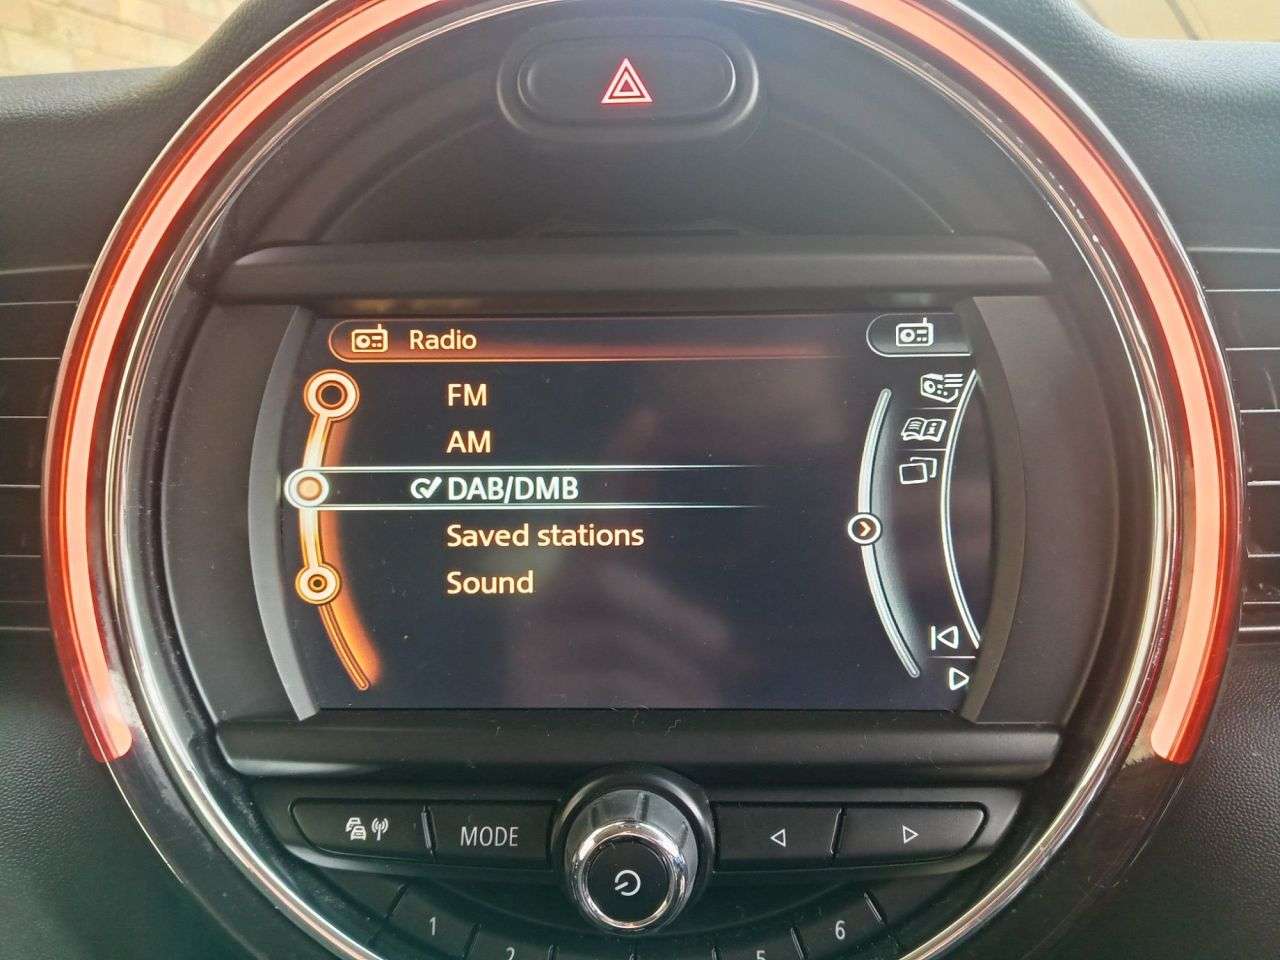 Radio
FM
AM
DAB/DMB
Saved stations
Sound
MODE
1
2
5
6